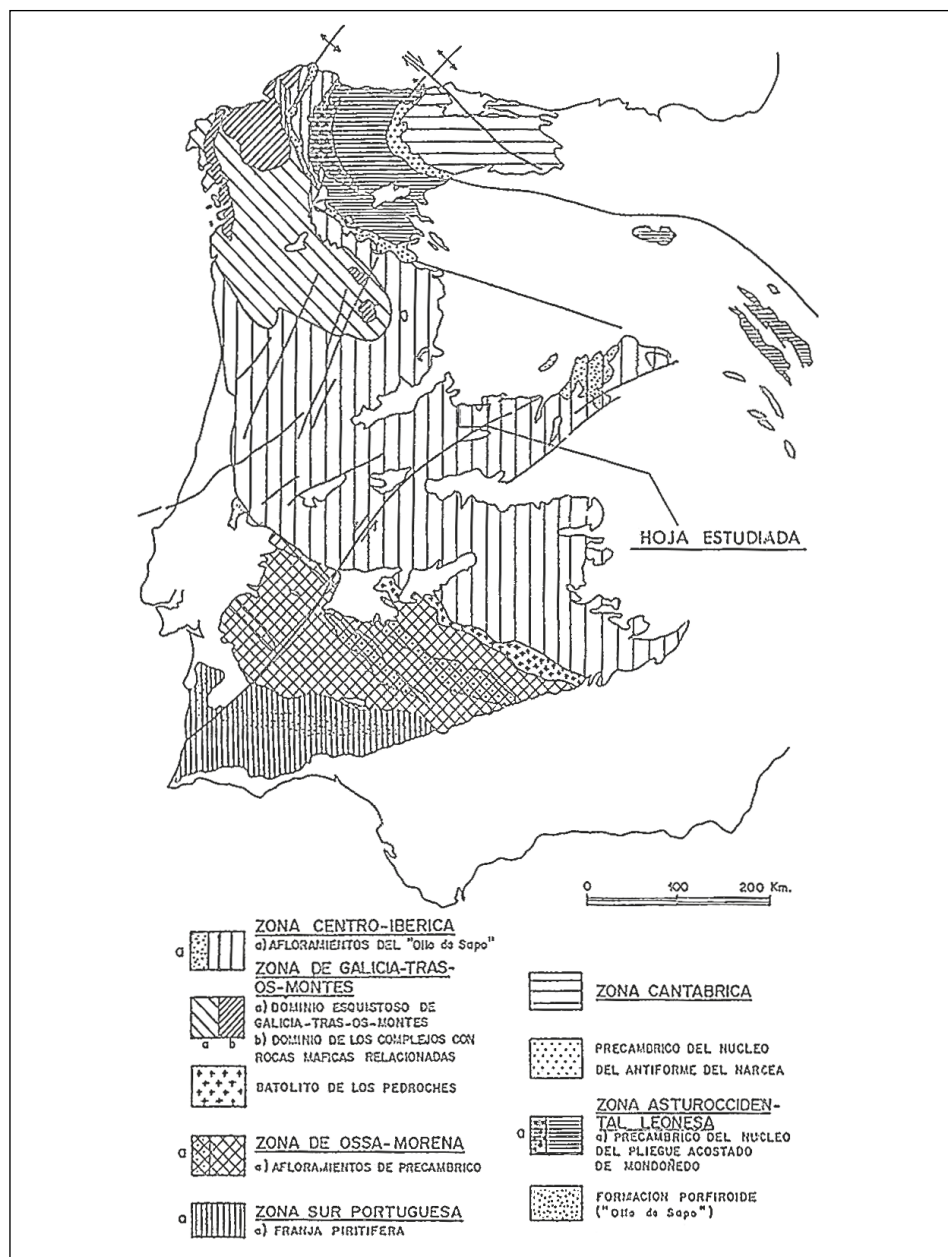 HOJA ESTUDIADA
0 100 200 Km.
a
ZONA CENTRO-IBERICA
a) AFLORAMIENTOS DEL "Ollo de Sapo"
ZONA DE GALICIA-TRAS-
OS-MONTES
a) DOMINIO ESQUISTOSO DE
GALICIA-TRAS-OS-MONTES
b) DOMINIO DE LOS COMPLEJOS CON
ROCAS MAFICAS RELACIONADAS
a b
BATOLITO DE LOS PEDROCHES
a
ZONA DE OSSA-MORENA
a) AFLORAMIENTOS DE PRECAMBRICO
a
ZONA SUR PORTUGUESA
a) FRANJA PIRITIFERA
ZONA CANTABRICA
PRECAMBRICO DEL NUCLEO
DEL ANTIFORME DEL NARCEA
a
ZONA ASTUROCCIDEN-
TAL LEONESA
a) PRECAMBRICO DEL NUCLEO
DEL PLIEGUE ACOSTADO
DE MONDOÑEDO
FORMACION PORFIROIDE
("Ollo de Sapo")